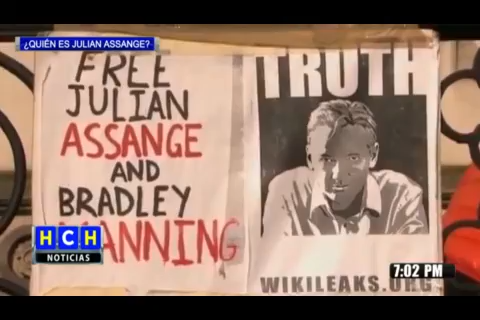 ¿QUIÉN ES JULIAN ASSANGE?
FREE
JULIAN
ASSANGE
AND
BRADLEY
MANNING
TRUTH
WIKILEAKS.ORG
HCH
NOTICIAS
7:02 PM